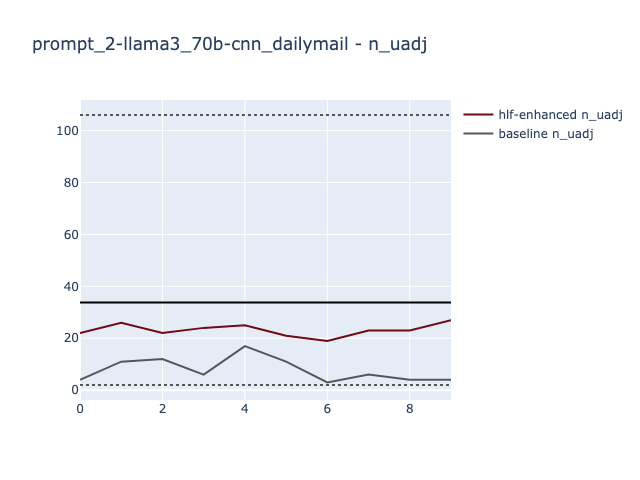 prompt_2-llama3_70b-cnn_dailymail - n_uadj
hlf-enhanced n_uadj
baseline n_uadj
100
80
60
40
20
0
0 2 4 6 8